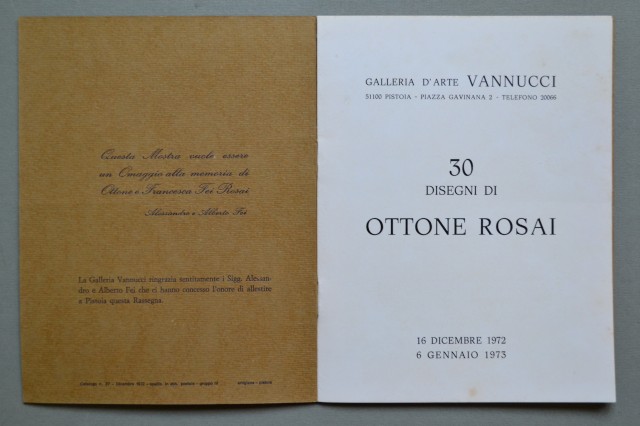 Questa Mostra vuole essere
un Omaggio alla memoria di
Ottone e Francesca Fei Rosai
Alessandro e Alberto Fei
La Galleria Vannucci ringrazia sentitamente i Sigg. Alessan-
dro e Alberto Fei che ci hanno concesso l'onore di allestire
a Pistoia questa Rassegna.
dicembre 1972
GALLERIA D'ARTE VANNUCCI
51100 PISTOIA - PIAZZA GAVINANA 2 - TELEFONO 20066
30
DISEGNI DI
OTTONE ROSAI
16 DICEMBRE 1972
6 GENNAIO 1973